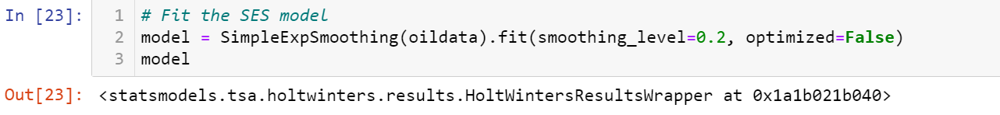 In [23]:
1 # Fit the SES model
2 model = SimpleExpSmoothing(oildata).fit(smoothing_level=0.2, optimized=False)
3 model
Out[23]: <statsmodels.tsa.holtwinters.results.HoltWintersResultsWrapper at 0x1a1b021b040>